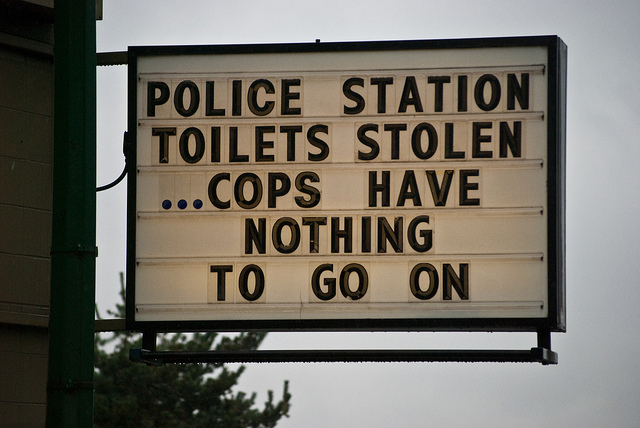 POLICE STATION
TOILETS STOLEN
...COPS HAVE
NOTHING
TO GO ON